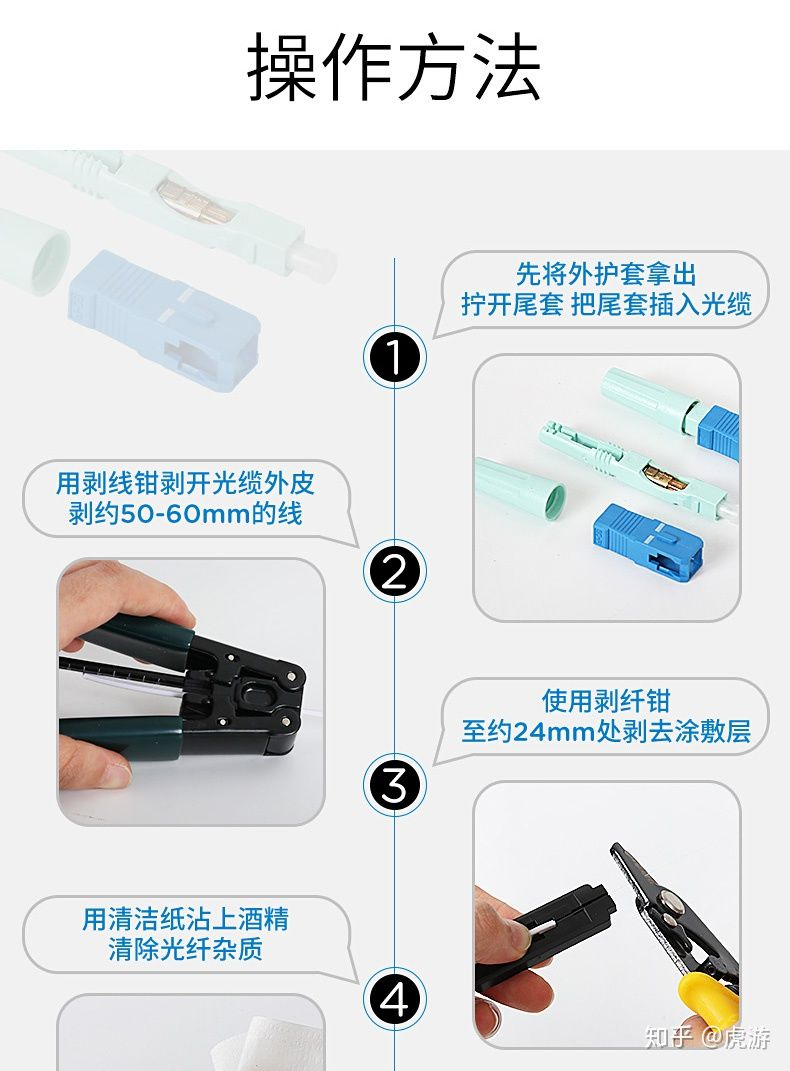 操作方法
先将外护套拿出
拧开尾套 把尾套插入光缆
1
用剥线钳剥开光缆外皮
剥约50-60mm的线
2
使用剥纤钳
至约24mm处剥去涂敷层
3
用清洁纸沾上酒精
清除光纤杂质
4
知乎 @虎游